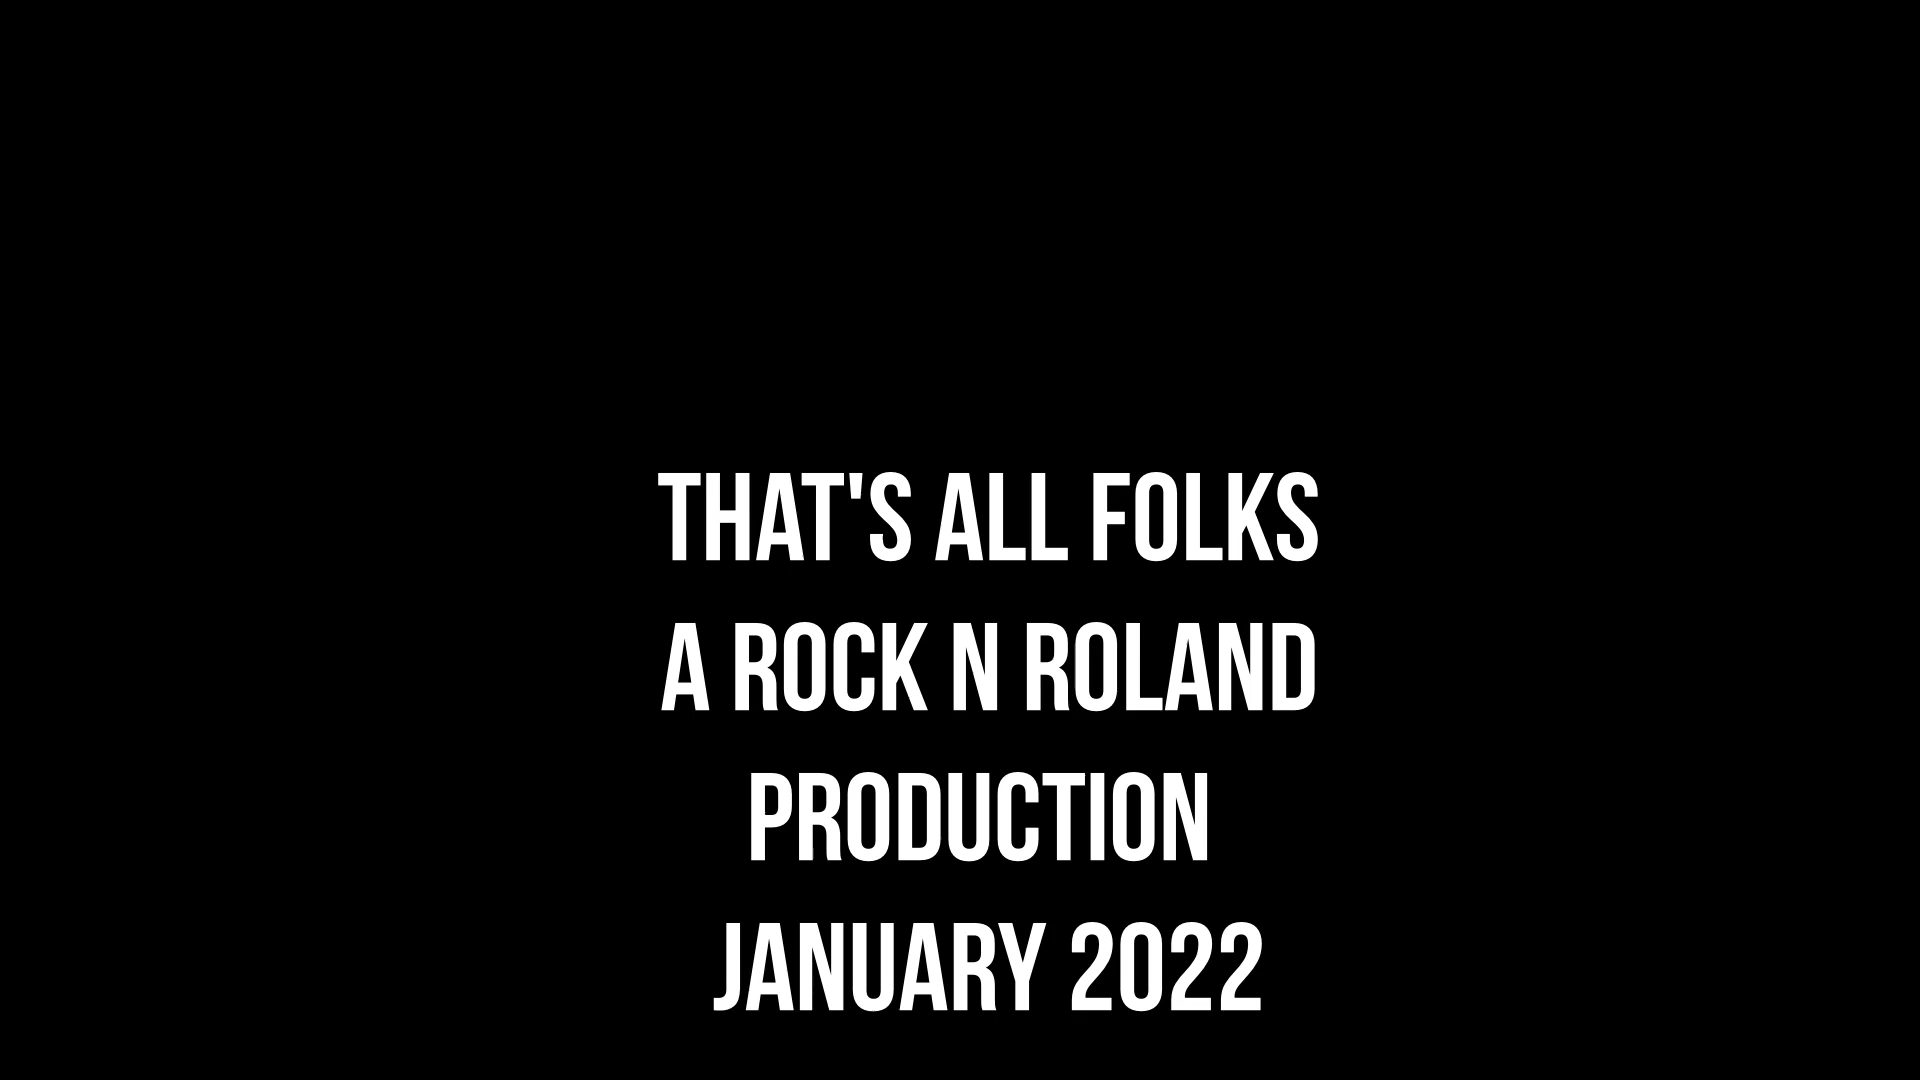 THAT'S ALL FOLKS
A ROCK N ROLAND
PRODUCTION
JANUARY 2022